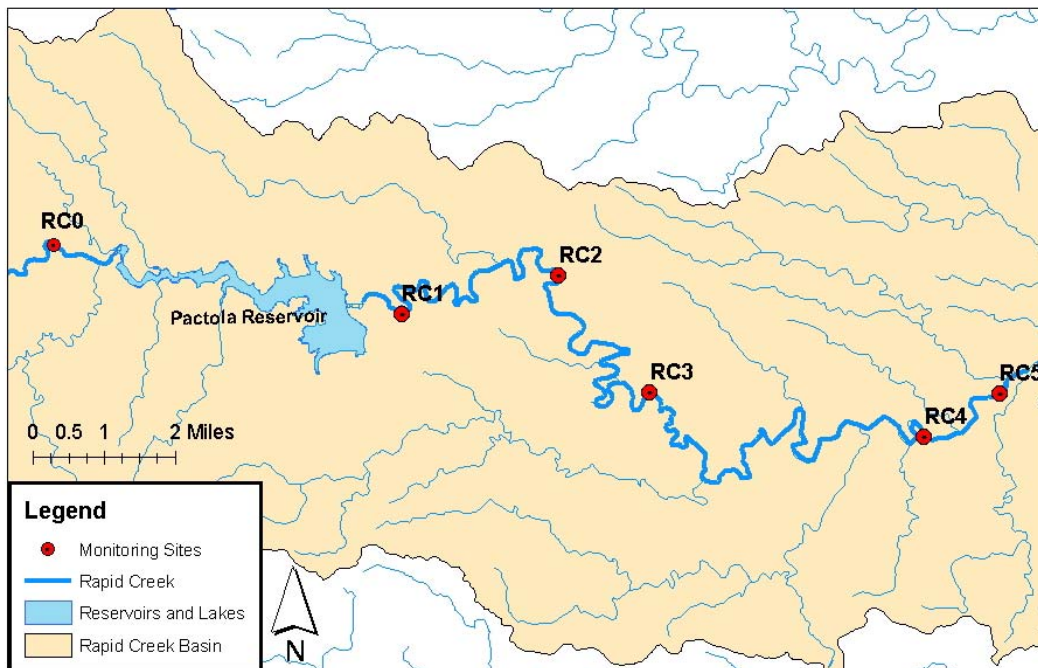 RC0
RC2
RC1
Pactola Reservoir
RC3
RC5
RC4
0 0.5 1 2 Miles
Legend
Monitoring Sites
Rapid Creek
Reservoirs and Lakes
Rapid Creek Basin
N